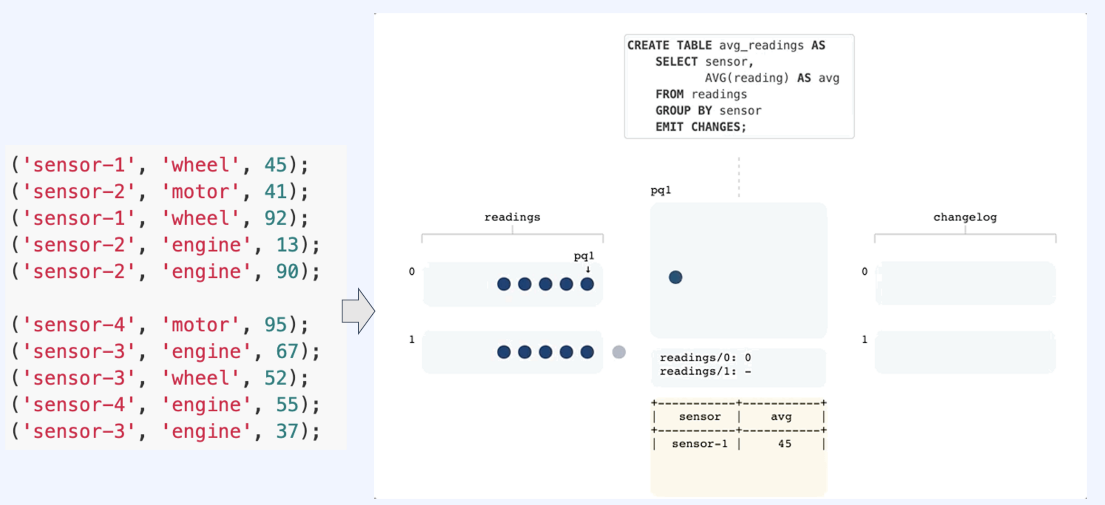 ('sensor-1', 'wheel', 45);
('sensor-2', 'motor', 41);
('sensor-1', 'wheel', 92);
('sensor-2', 'engine', 13);
('sensor-2', 'engine', 90);
('sensor-4', 'motor', 95);
('sensor-3', 'engine', 67);
('sensor-3', 'wheel', 52);
('sensor-4', 'engine', 55);
('sensor-3', 'engine', 37);
CREATE TABLE avg_readings AS
SELECT sensor,
AVG(reading) AS avg
FROM readings
GROUP BY sensor
EMIT CHANGES;
readings
pq1
0
1
pq1
readings/0: 0
readings/1: -
+------------+-----------+
| sensor | avg |
+------------+-----------+
| sensor-1 | 45 |
changelog
0
1